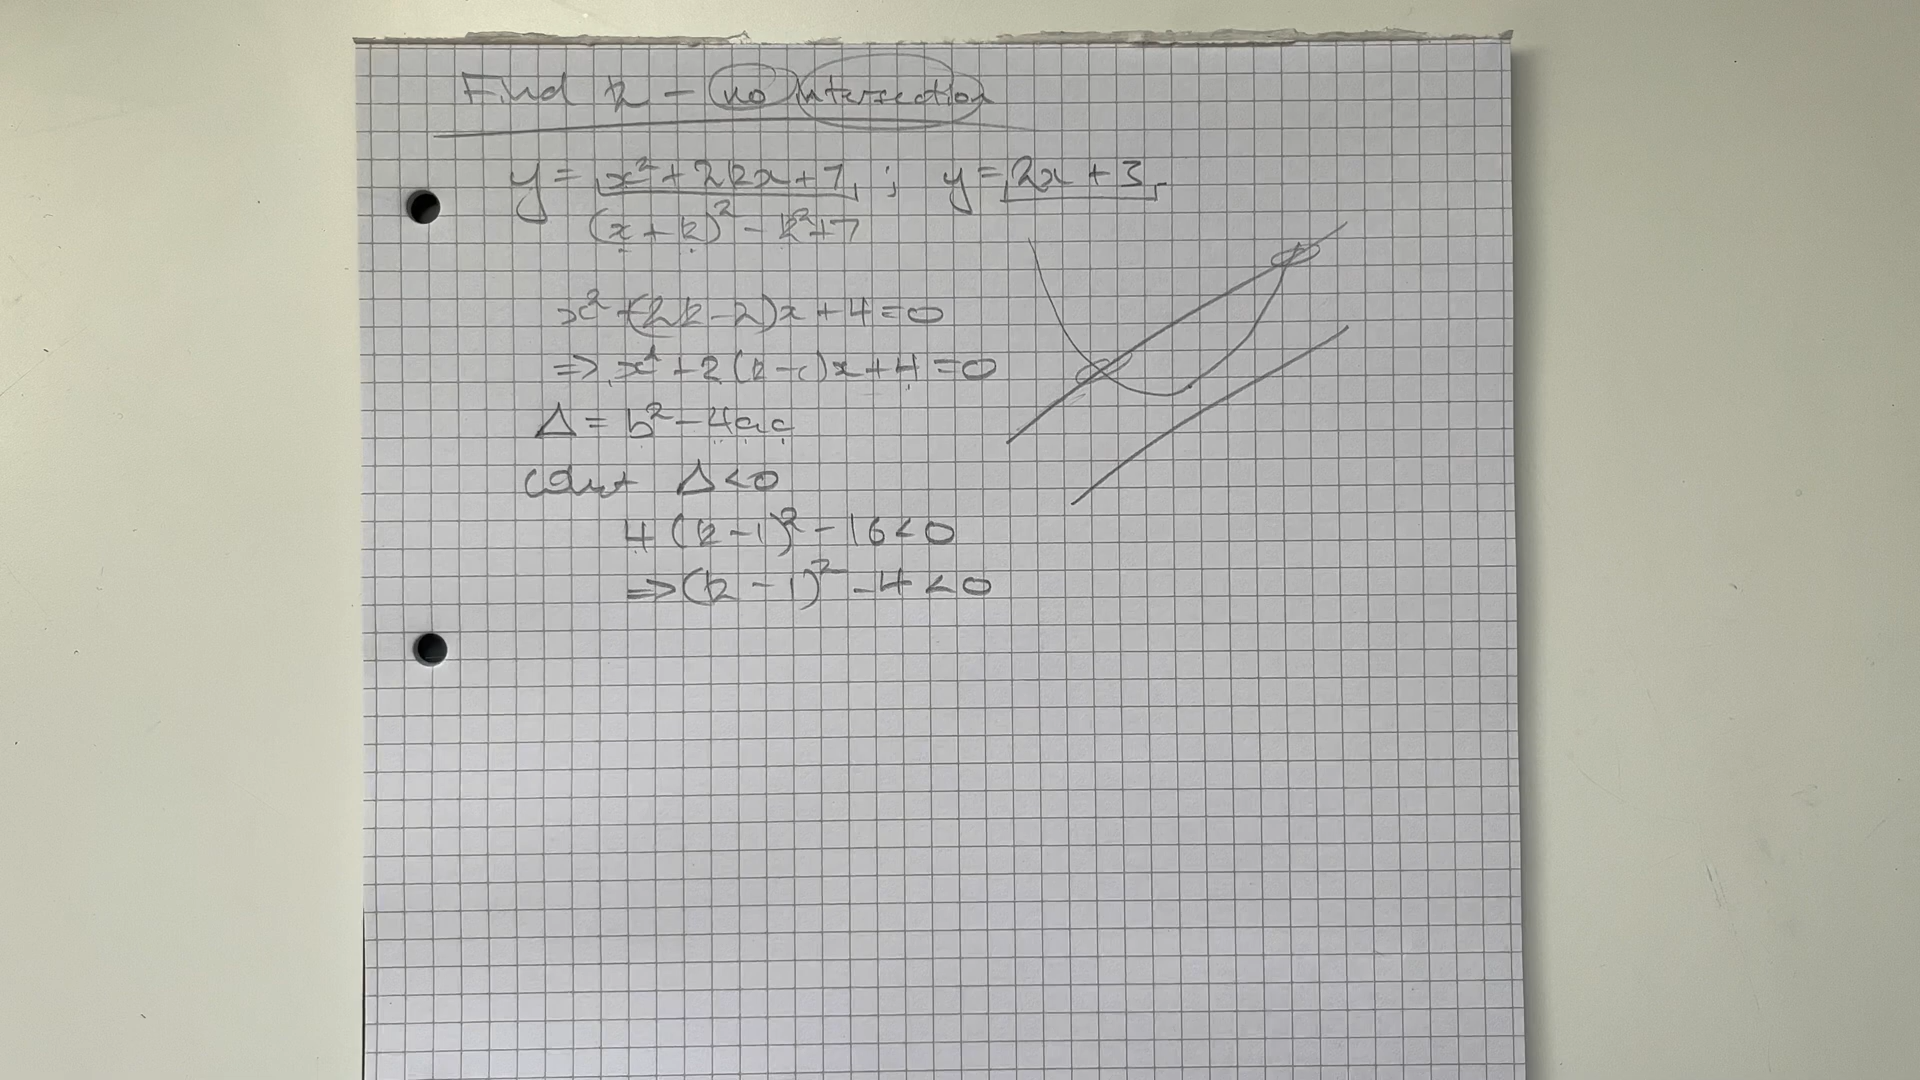 Find k - no intersection
y = x² + 2kx + 7 ; y = 2x + 3
(x + k)² - k² + 7
x² + (2k - 2)x + 4 = 0
⇒ x² + 2(k - 1)x + 4 = 0
Δ = b² - 4ac
want Δ < 0
4(k - 1)² - 16 < 0
⇒ (k - 1)² - 4 < 0